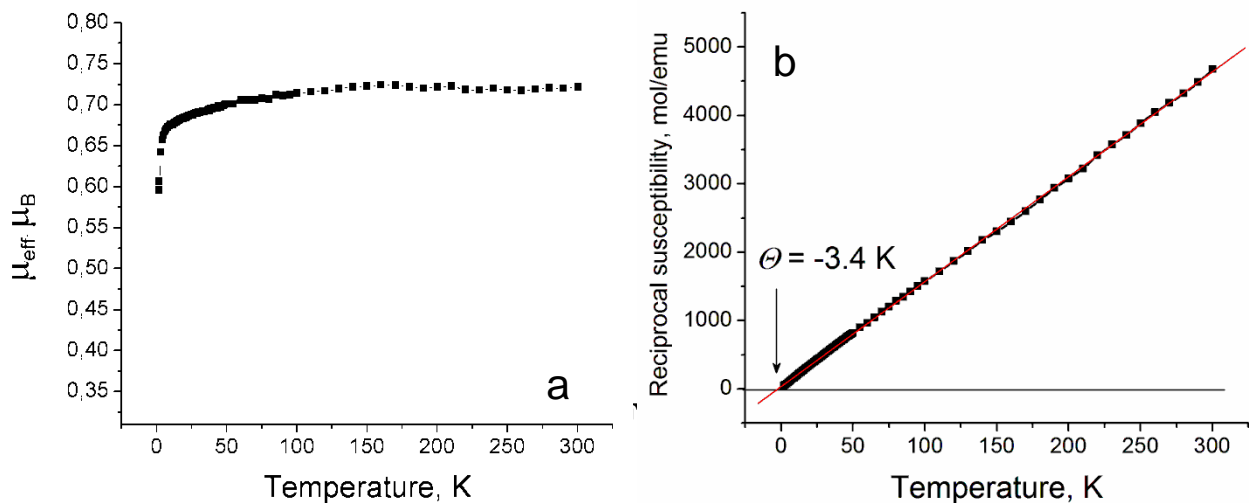 0,80
0,75
0,70
0,65
0,60
0,55
0,50
0,45
0,40
0,35
μeff, μB
0 50 100 150 200 250 300
Temperature, K
a
5000
4000
3000
2000
1000
0
Reciprocal susceptibility, mol/emu
b
Θ = -3.4 K
0 50 100 150 200 250 300
Temperature, K